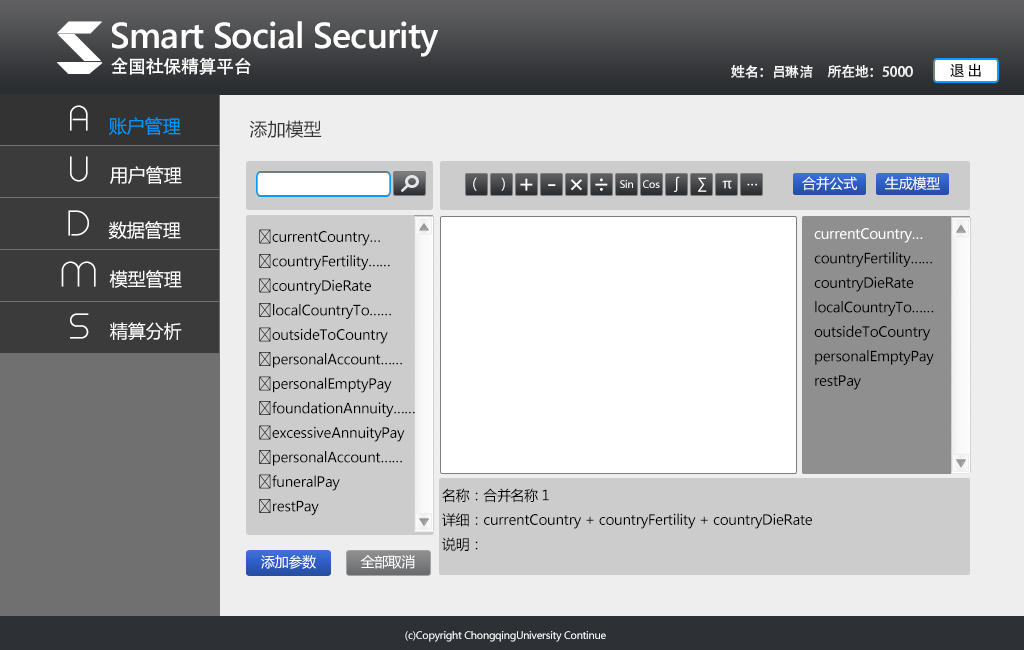 Smart Social Security
全国社保精算平台
姓名：吕琳洁 所在地：5000 退出
A 账户管理
U 用户管理
D 数据管理
M 模型管理
S 精算分析
添加模型
( ) + - × ÷ Sin Cos ∫ ∑ π ··· 合并公式 生成模型
currentCountry...
countryFertility......
countryDieRate
localCountryTo......
outsideToCountry
personalAccount......
personalEmptyPay
foundationAnnuity......
excessiveAnnuityPay
personalAccount......
funeralPay
restPay
添加参数 全部取消
currentCountry...
countryFertility......
countryDieRate
localCountryTo......
outsideToCountry
personalEmptyPay
restPay
名称：合并名称 1
详细：currentCountry + countryFertility + countryDieRate
说明：
(c)Copyright ChongqingUniversity Continue